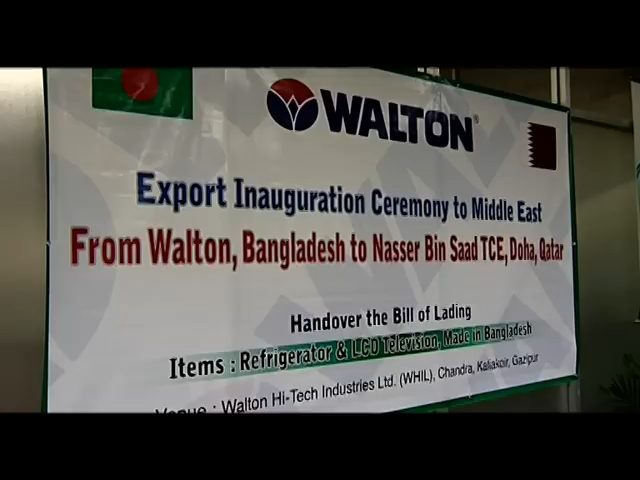 WALTON®
Export Inauguration Ceremony to Middle East
From Walton, Bangladesh to Nasser Bin Saad TCE, Doha, Qatar
Handover the Bill of Lading
Items : Refrigerator & LCD Television, Made in Bangladesh
Venue : Walton Hi-Tech Industries Ltd. (WHIL), Chandra, Kaliakoir, Gazipur